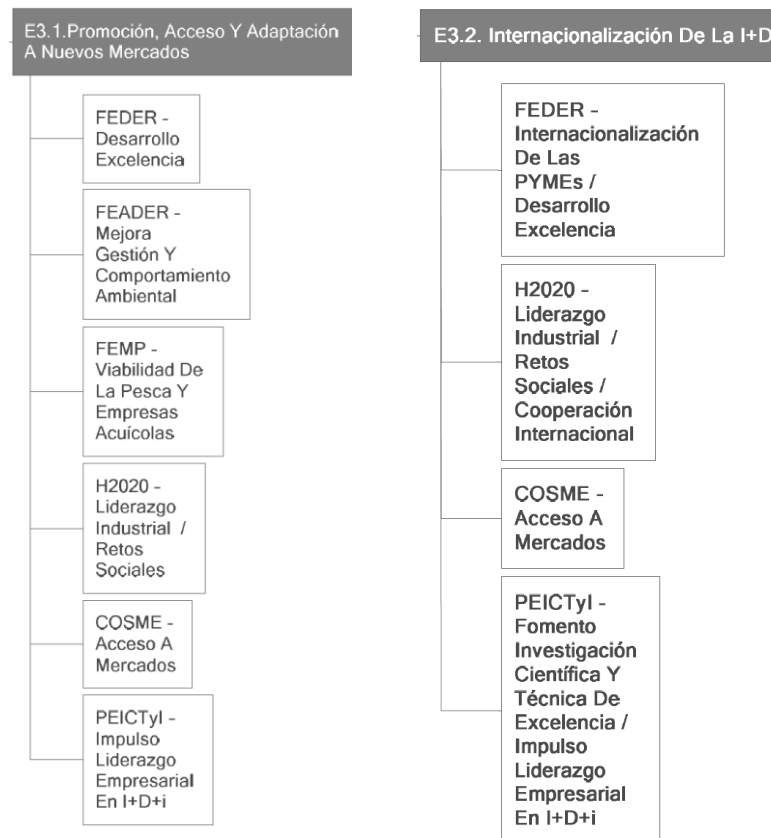 E3.1.Promoción, Acceso Y Adaptación
A Nuevos Mercados
FEDER -
Desarrollo
Excelencia
FEADER -
Mejora
Gestión Y
Comportamiento
Ambiental
FEMP -
Viabilidad De
La Pesca Y
Empresas
Acuícolas
H2020 -
Liderazgo
Industrial /
Retos
Sociales
COSME -
Acceso A
Mercados
PEICTyI -
Impulso
Liderazgo
Empresarial
En I+D+i
E3.2. Internacionalización De La I+D
FEDER -
Internacionalización
De Las
PYMEs /
Desarrollo
Excelencia
H2020 -
Liderazgo
Industrial /
Retos
Sociales /
Cooperación
Internacional
COSME -
Acceso A
Mercados
PEICTyI -
Fomento
Investigación
Científica Y
Técnica De
Excelencia /
Impulso
Liderazgo
Empresarial
En I+D+i